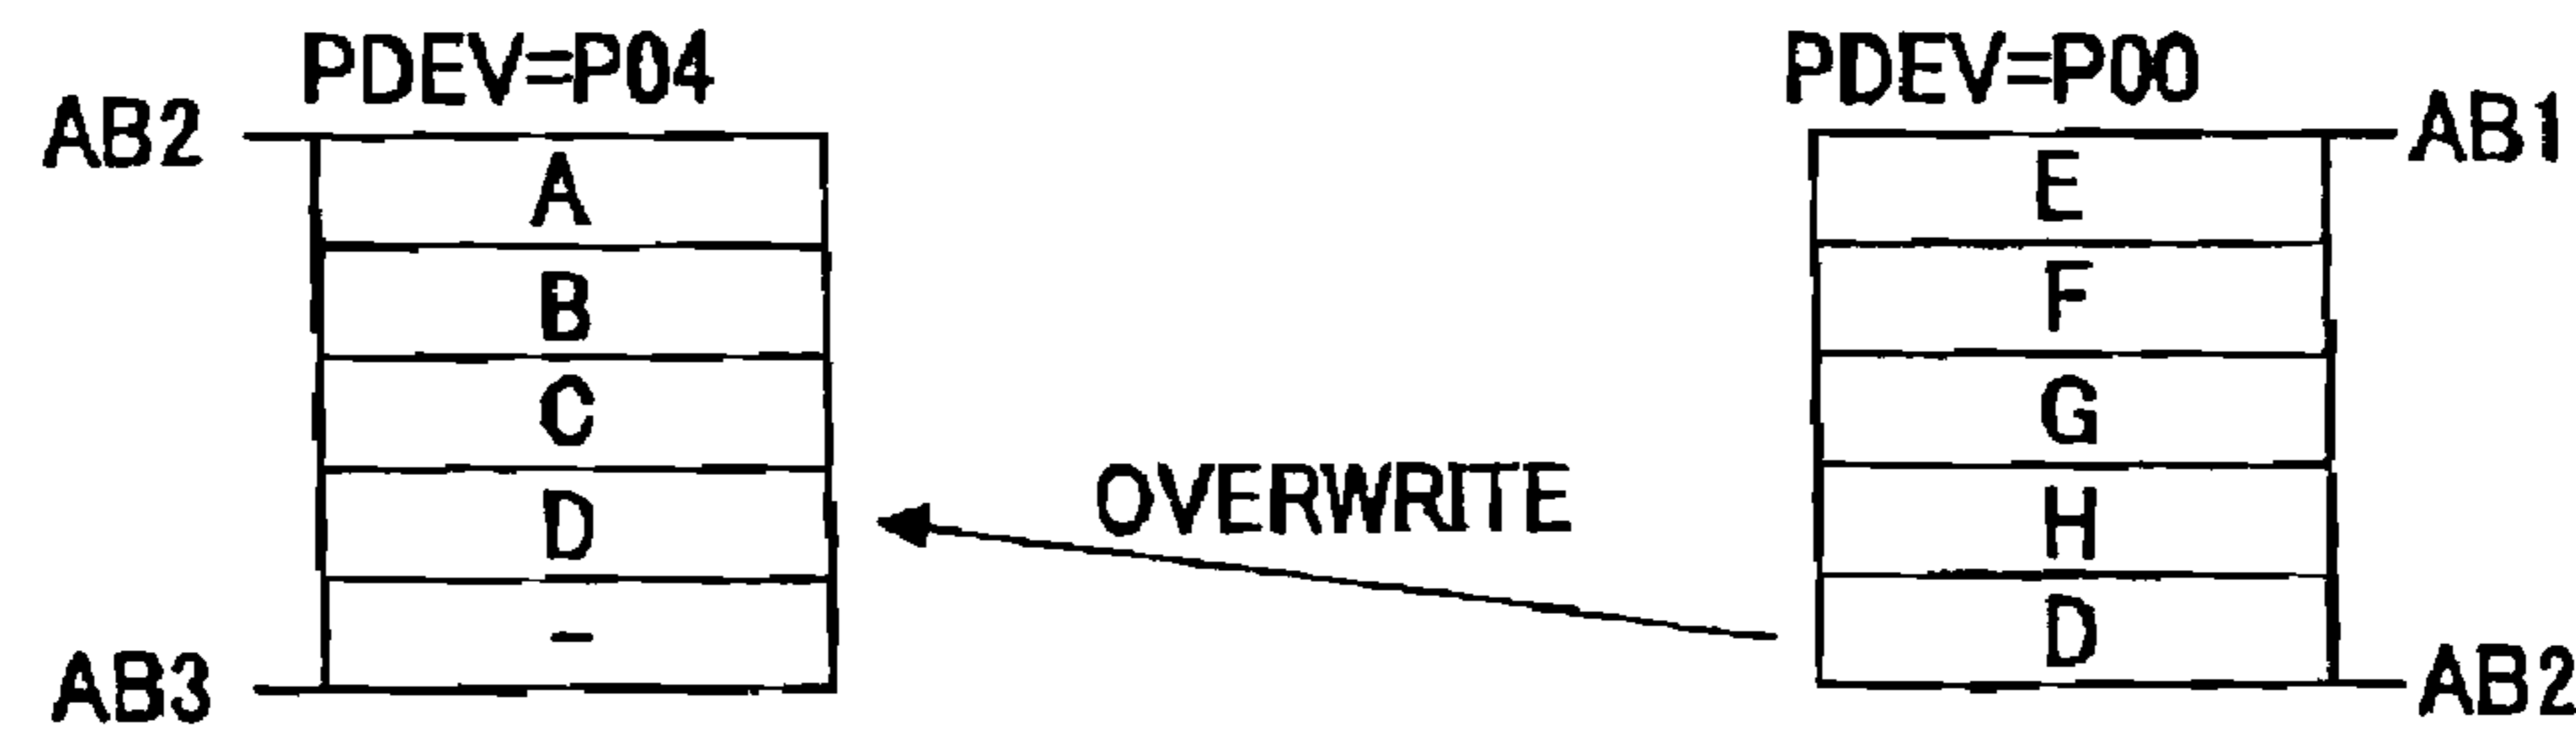 PDEV=P04
AB2
A
B
C
D
-
AB3
OVERWRITE
PDEV=P00
AB1
E
F
G
H
D
AB2